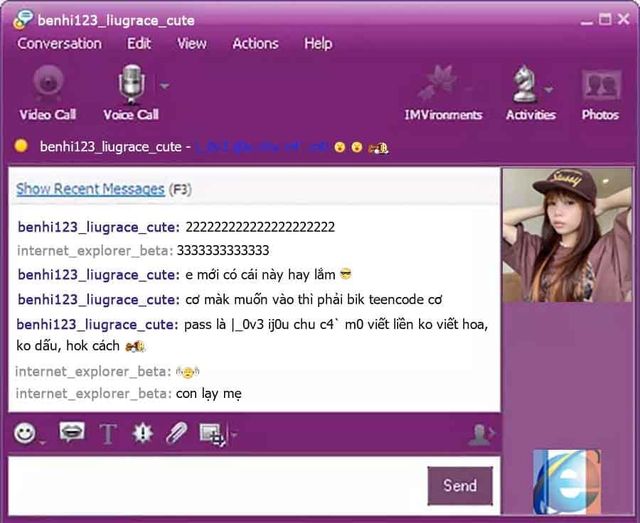 benhi123_liugrace_cute
Conversation Edit View Actions Help
Video Call Voice Call IMVironments Activities Photos
benhi123_liugrace_cute -
Show Recent Messages (F3)
benhi123_liugrace_cute: 222222222222222222222
internet_explorer_beta: 3333333333333
benhi123_liugrace_cute: e mới có cái này hay lắm
benhi123_liugrace_cute: cơ màk muốn vào thì phải bik teencode cơ
benhi123_liugrace_cute: pass là |_0v3 ij0u chu c4` m0 viết liền ko viết hoa,
ko dấu, hok cách
internet_explorer_beta:
internet_explorer_beta: con lạy mẹ
Send